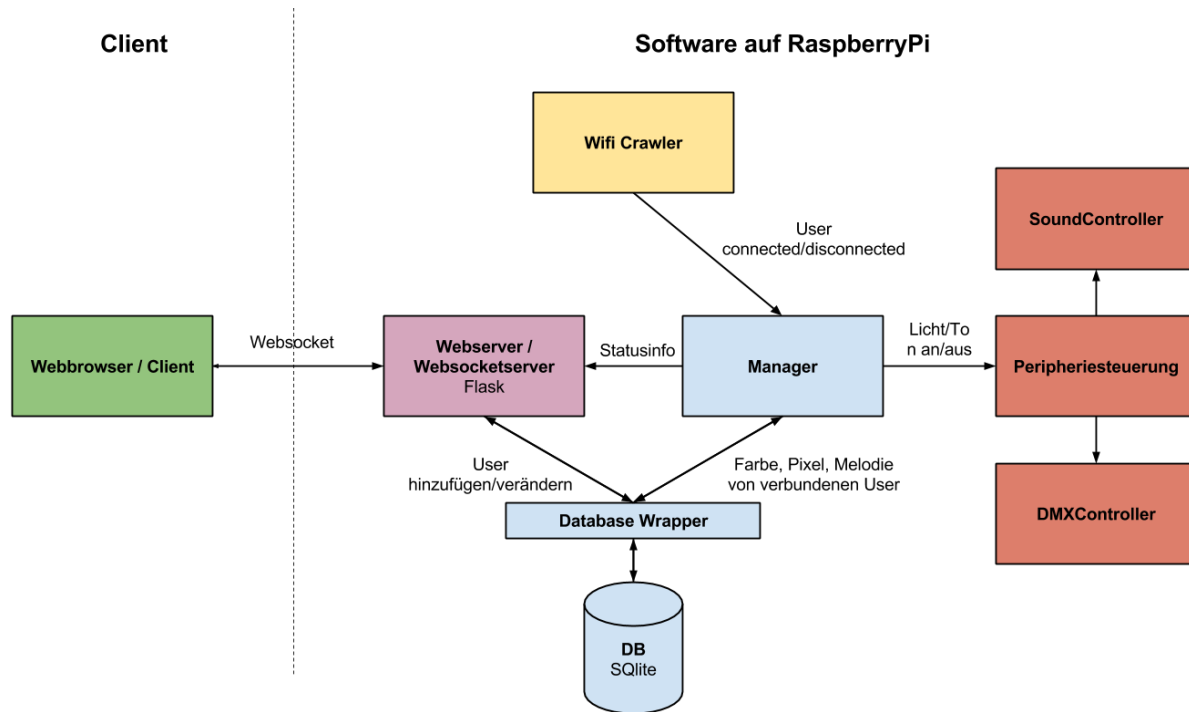 Client
Software auf RaspberryPi
Wifi Crawler
User
connected/disconnected
SoundController
Webbrowser / Client
Websocket
Webserver /
Websocketserver
Flask
Statusinfo
Manager
Licht/To
n an/aus
Peripheriesteuerung
User
hinzufügen/verändern
Farbe, Pixel, Melodie
von verbundenen User
Database Wrapper
DMXController
DB
SQlite